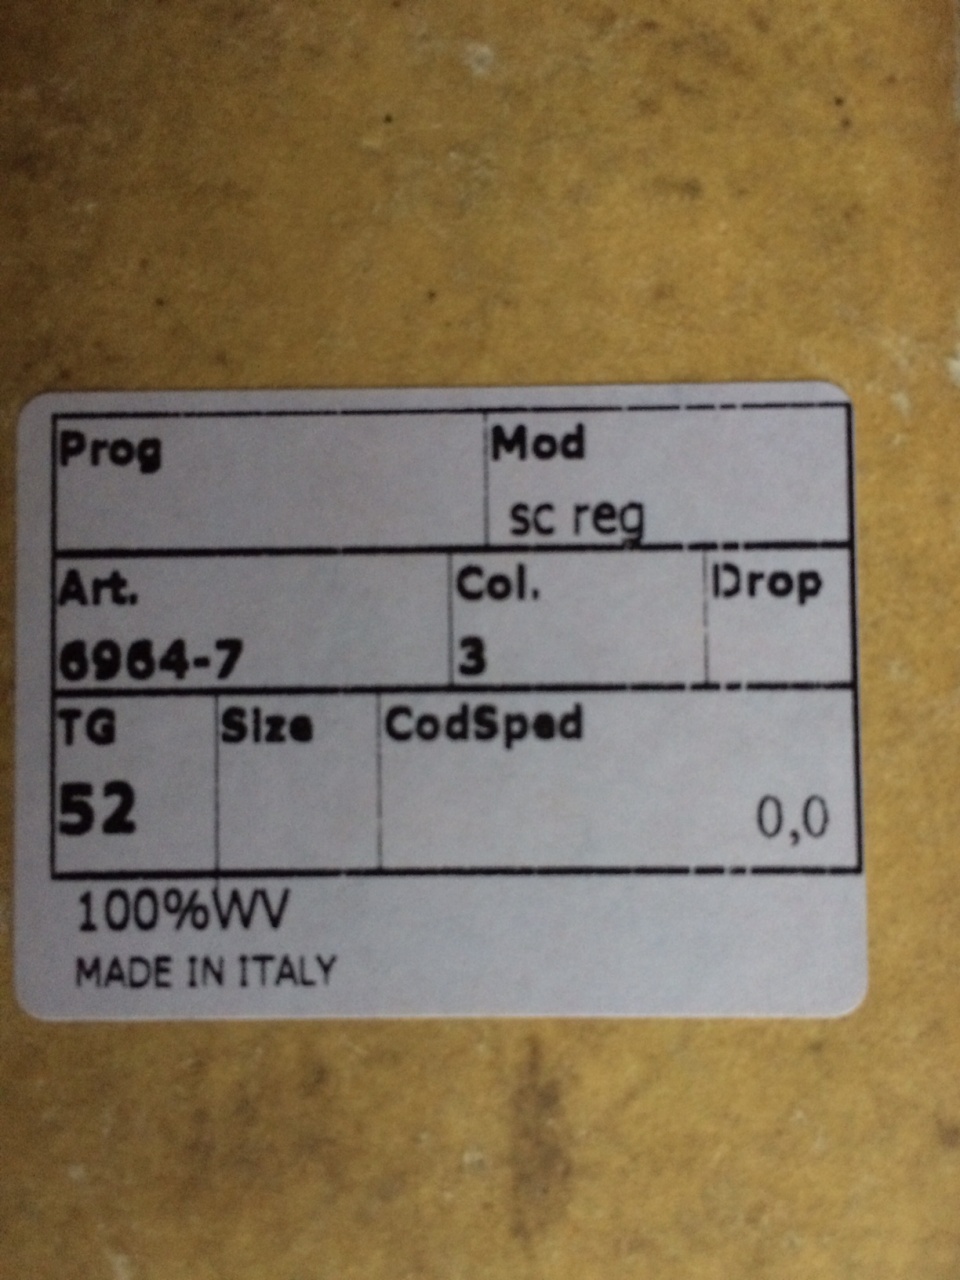 Prog Mod
sc reg
Art. Col. Drop
6964-7 3
TG Size CodSped
52 0,0
100%WV
MADE IN ITALY